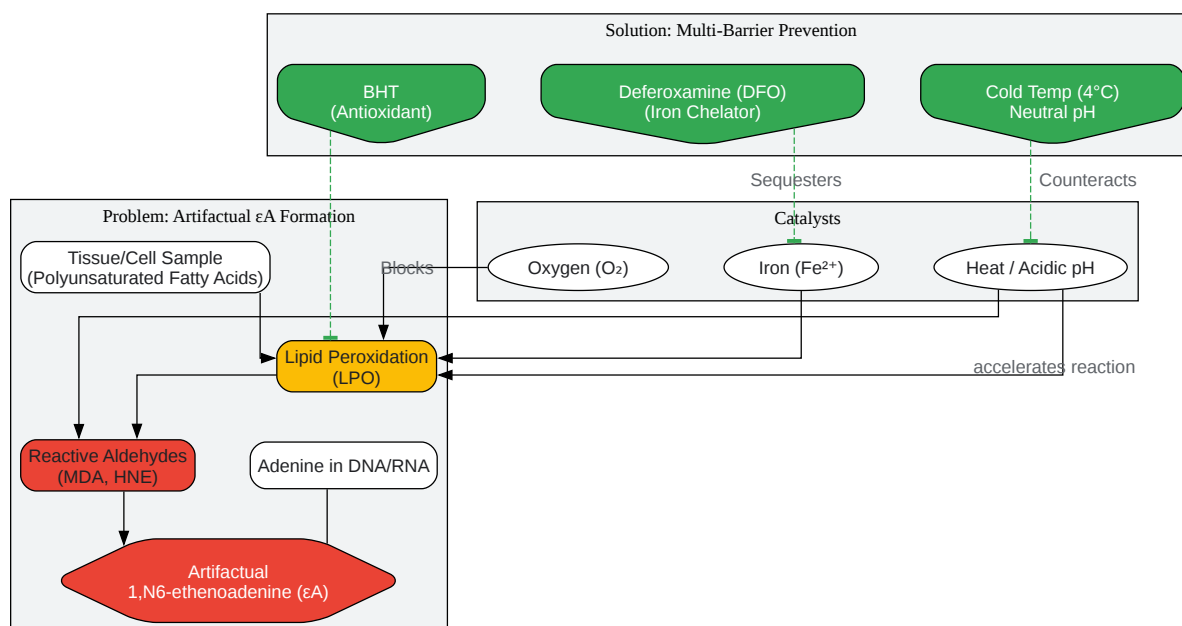 Solution: Multi-Barrier Prevention
BHT
(Antioxidant)
Deferoxamine (DFO)
(Iron Chelator)
Cold Temp (4°C)
Neutral pH
Sequesters
Counteracts
Problem: Artifactual εA Formation
Catalysts
Tissue/Cell Sample
(Polyunsaturated Fatty Acids)
Blocks
Oxygen (O₂)
Iron (Fe²⁺)
Heat / Acidic pH
Lipid Peroxidation
(LPO)
accelerates reaction
Reactive Aldehydes
(MDA, HNE)
Adenine in DNA/RNA
Artifactual
1,N6-ethenoadenine (εA)